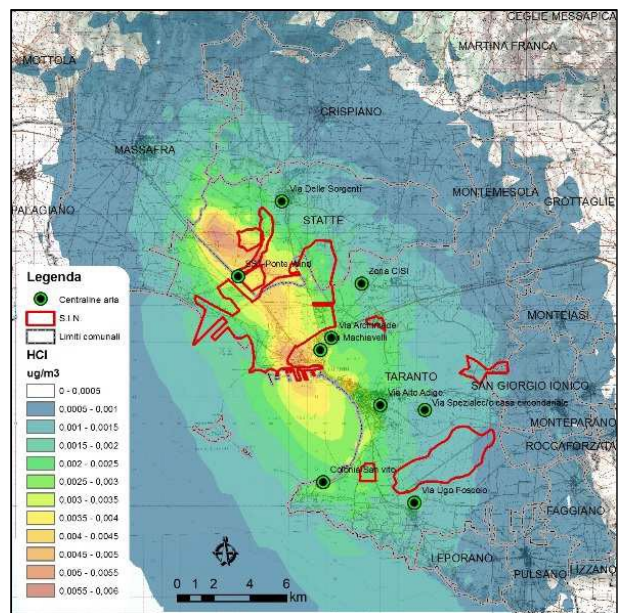 CEGLIE MESSAPICA
MARTINA FRANCA
MOTTOLA
CRISPIANO
MASSAFRA
MONTEMESOLA
GROTTAGLIE
PALAGIANO
Via Delle Sorgenti
STATTE
Zona CISI
MONTEIASI
Via Archimede
Machiavelli
TARANTO
SAN GIORGIO IONICO
Via Alto Adige
MONTEPARANO
ROCCAFORZATA
Colonia San vito
Via Ugo Foscolo
FAGGIANO
LEPORANO
PULSANO
LIZZANO
Legenda
Centraline aria
S.I.N.
Limiti comunali
HCl
ug/m3
0 - 0,0005
0,0005 - 0,001
0,001 - 0,0015
0,0015 - 0,002
0,002 - 0,0025
0,0025 - 0,003
0,003 - 0,0035
0,0035 - 0,004
0,004 - 0,0045
0,0045 - 0,005
0,005 - 0,0055
0,0055 - 0,006
0 1 2 4 6
km